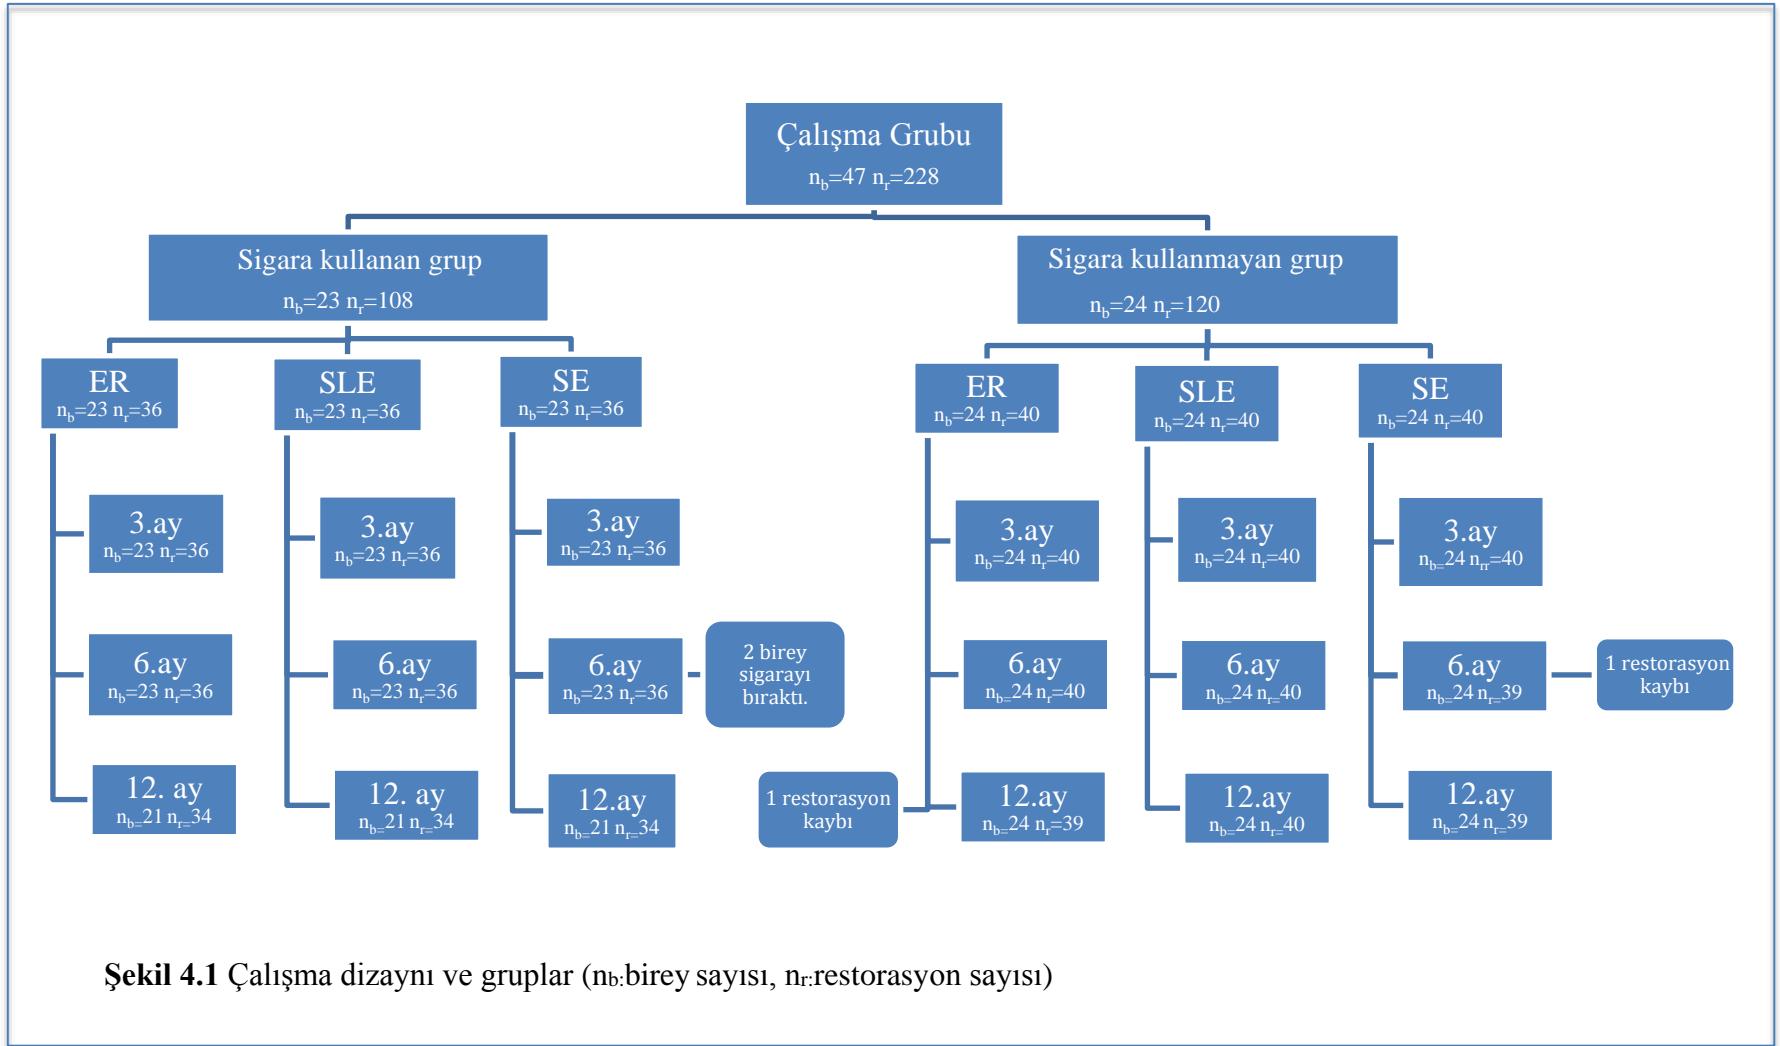 Çalışma Grubu
nb=47 nr=228
Sigara kullanan grup
nb=23 nr=108
Sigara kullanmayan grup
nb=24 nr=120
ER
nb=23 nr=36
SLE
nb=23 nr=36
SE
nb=23 nr=36
ER
nb=24 nr=40
SLE
nb=24 nr=40
SE
nb=24 nr=40
3.ay
nb=23 nr=36
3.ay
nb=23 nr=36
3.ay
nb=23 nr=36
3.ay
nb=24 nr=40
3.ay
nb=24 nr=40
3.ay
nb=24 nrr=40
6.ay
nb=23 nr=36
6.ay
nb=23 nr=36
6.ay
nb=23 nr=36
2 birey
sigarayı
bıraktı.
6.ay
nb=24 nr=40
6.ay
nb=24 nr=40
6.ay
nb=24 nr=39
1 restorasyon
kaybı
12. ay
nb=21 nr=34
12. ay
nb=21 nr=34
12.ay
nb=21 nr=34
1 restorasyon
kaybı
12.ay
nb=24 nr=39
12.ay
nb=24 nr=40
12.ay
nb=24 nr=39
Şekil 4.1 Çalışma dizaynı ve gruplar (nb:birey sayısı, nr:restorasyon sayısı)